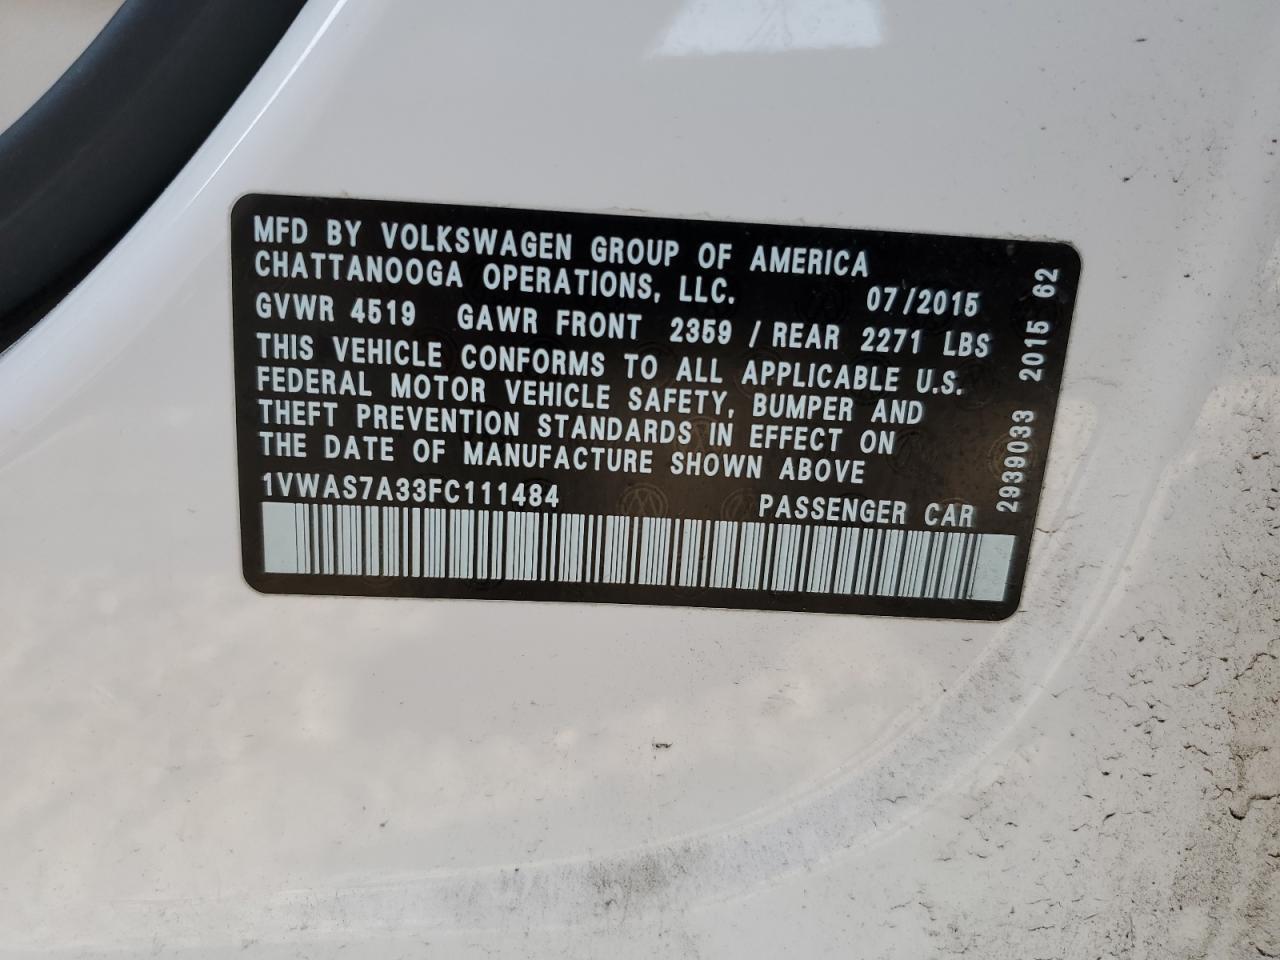 MFD BY VOLKSWAGEN GROUP OF AMERICA
CHATTANOOGA OPERATIONS, LLC. 07/2015
GVWR 4519 GAWR FRONT 2359 / REAR 2271 LBS
THIS VEHICLE CONFORMS TO ALL APPLICABLE U.S.
FEDERAL MOTOR VEHICLE SAFETY, BUMPER AND
THEFT PREVENTION STANDARDS IN EFFECT ON
THE DATE OF MANUFACTURE SHOWN ABOVE
1VWAS7A33FC111484 PASSENGER CAR
2939033 2015 62